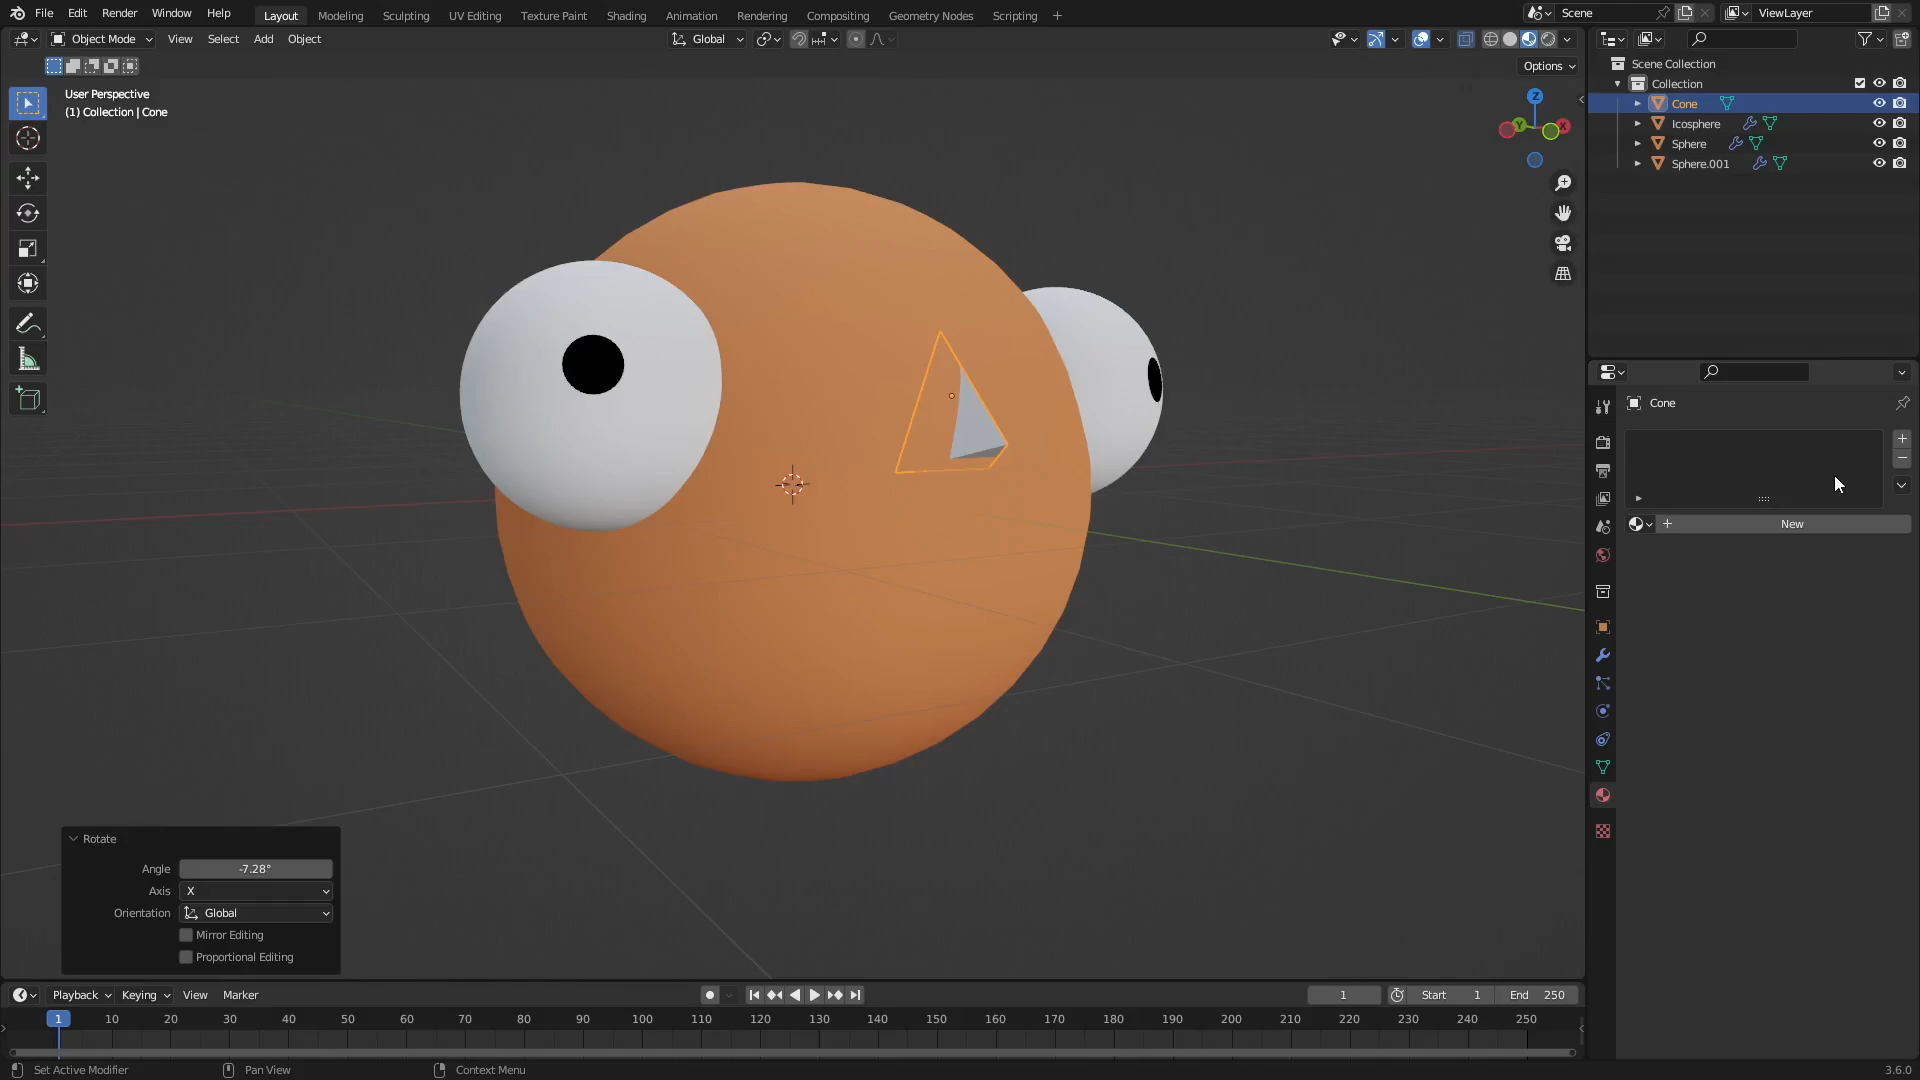 File Edit Render Window Help Layout Modeling Sculpting UV Editing Texture Paint Shading Animation Rendering Compositing Geometry Nodes Scripting Scene ViewLayer
Object Mode View Select Add Object Global
Options
User Perspective
(1) Collection | Cone
Z
Y
X
Scene Collection
Collection
Cone
Icosphere
Sphere
Sphere.001
Cone
New
Rotate
Angle -7.28°
Axis X
Orientation Global
Mirror Editing
Proportional Editing
Playback Keying View Marker 1 Start 1 End 250
1 10 20 30 40 50 60 70 80 90 100 110 120 130 140 150 160 170 180 190 200 210 220 230 240 250
Set Active Modifier Pan View Context Menu 3.6.0